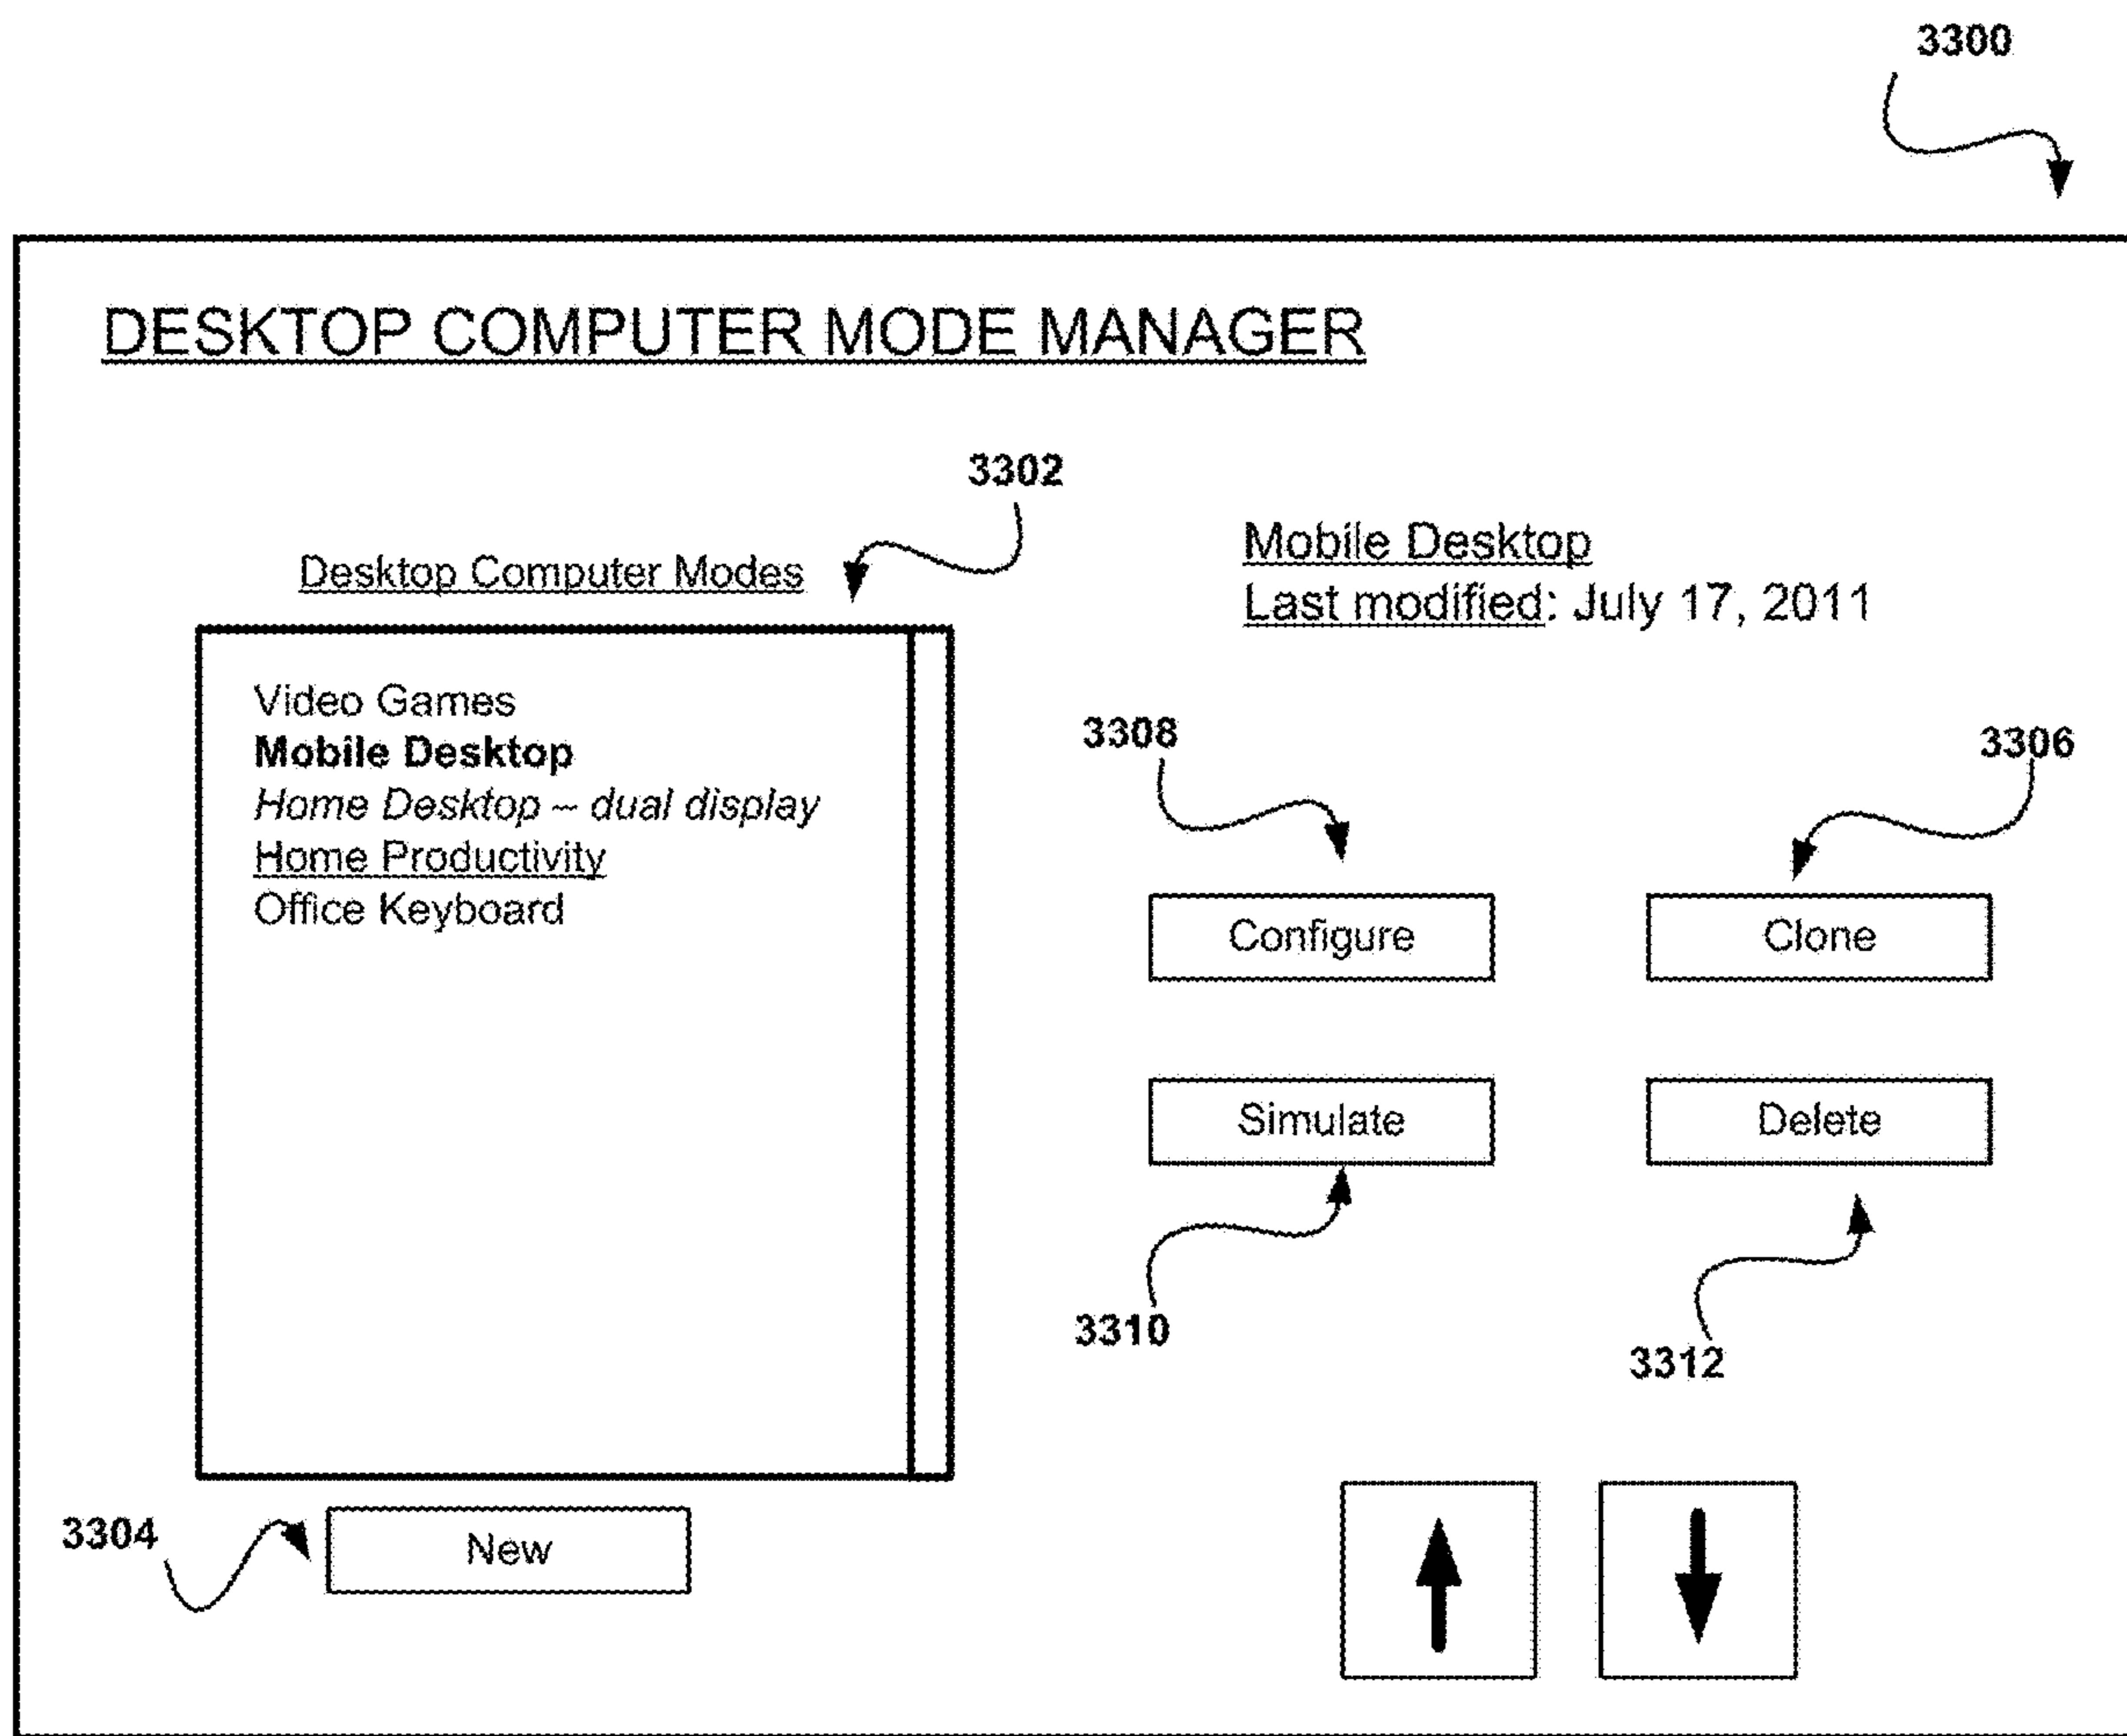 3300
DESKTOP COMPUTER MODE MANAGER
3302
Desktop Computer Modes
Video Games
Mobile Desktop
Home Desktop – dual display
Home Productivity
Office Keyboard
3304
New
Mobile Desktop
Last modified: July 17, 2011
3308
3306
Configure
Clone
Simulate
Delete
3310
3312